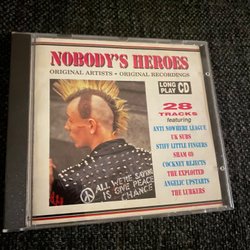 NOBODY'S HEROES
ORIGINAL ARTISTS • ORIGINAL RECORDINGS
LONG
PLAY CD
28
TRACKS
featuring
ANTI NOWHERE LEAGUE
UK SUBS
STIFF LITTLE FINGERS
SHAM 69
COCKNEY REJECTS
THE EXPLOITED
ANGELIC UPSTARTS
THE LURKERS
ALL WE'RE SAYING
IS GIVE PEACE
CHANCE